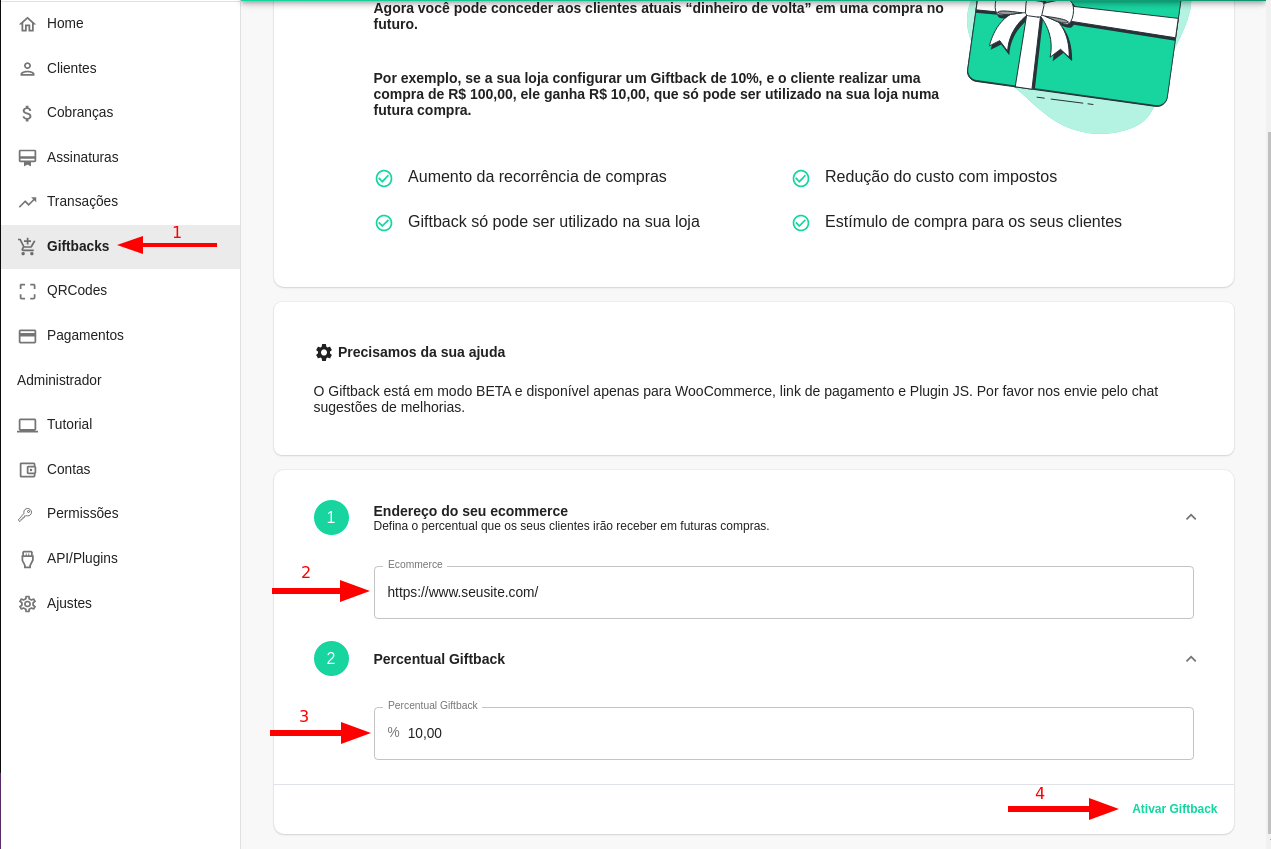 Home
Clientes
Cobranças
Assinaturas
Transações
Giftbacks
1
QRCodes
Pagamentos
Administrador
Tutorial
Contas
Permissões
API/Plugins
Ajustes
Agora você pode conceder aos clientes atuais “dinheiro de volta” em uma compra no
futuro.
Por exemplo, se a sua loja configurar um Giftback de 10%, e o cliente realizar uma
compra de R$ 100,00, ele ganha R$ 10,00, que só pode ser utilizado na sua loja numa
futura compra.
Aumento da recorrência de compras
Redução do custo com impostos
Giftback só pode ser utilizado na sua loja
Estímulo de compra para os seus clientes
Precisamos da sua ajuda
O Giftback está em modo BETA e disponível apenas para WooCommerce, link de pagamento e Plugin JS. Por favor nos envie pelo chat
sugestões de melhorias.
1
Endereço do seu ecommerce
Defina o percentual que os seus clientes irão receber em futuras compras.
2
Ecommerce
https://www.seusite.com/
2
Percentual Giftback
3
Percentual Giftback
% 10,00
4
Ativar Giftback